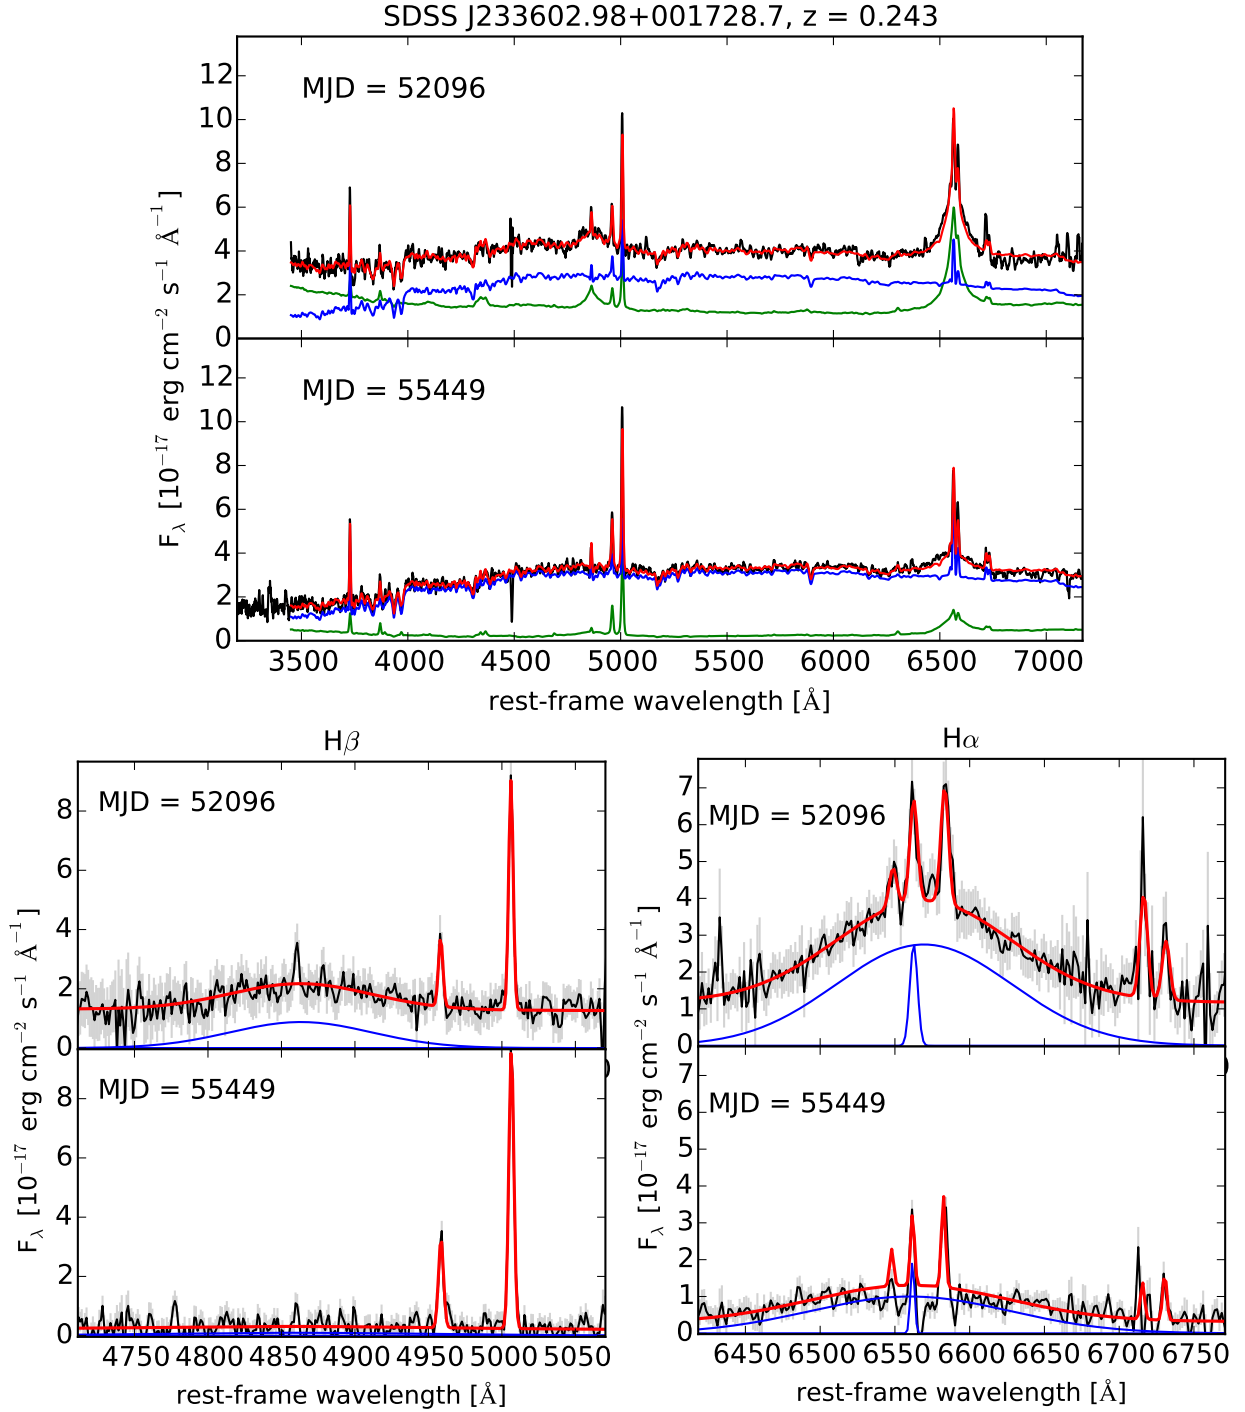 SDSS J233602.98+001728.7, z = 0.243
MJD = 52096
12
10
8
6
4
2
0
MJD = 55449
12
10
8
6
4
2
0
F_λ [10⁻¹⁷ erg cm⁻² s⁻¹ Å⁻¹]
3500 4000 4500 5000 5500 6000 6500 7000
rest-frame wavelength [Å]
Hβ
MJD = 52096
8
6
4
2
0
MJD = 55449
8
6
4
2
0
F_λ [10⁻¹⁷ erg cm⁻² s⁻¹ Å⁻¹]
4750 4800 4850 4900 4950 5000 5050
rest-frame wavelength [Å]
Hα
MJD = 52096
7
6
5
4
3
2
1
0
MJD = 55449
7
6
5
4
3
2
1
0
F_λ [10⁻¹⁷ erg cm⁻² s⁻¹ Å⁻¹]
6450 6500 6550 6600 6650 6700 6750
rest-frame wavelength [Å]